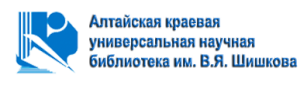 Алтайская краевая
универсальная научная
библиотека им. В.Я. Шишкова